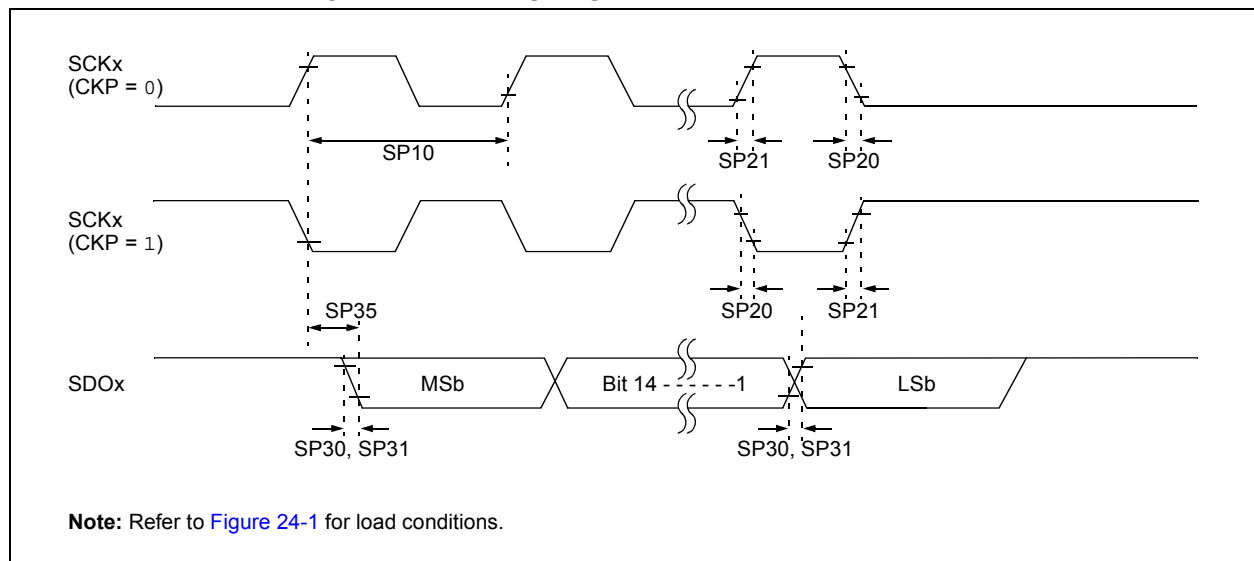 SCKx
(CKP = 0)
SP10
SP21
SP20
SCKx
(CKP = 1)
SP35
SP20
SP21
SDOx
MSb
Bit 14 - - - - - -1
LSb
SP30, SP31
SP30, SP31
Note: Refer to Figure 24-1 for load conditions.